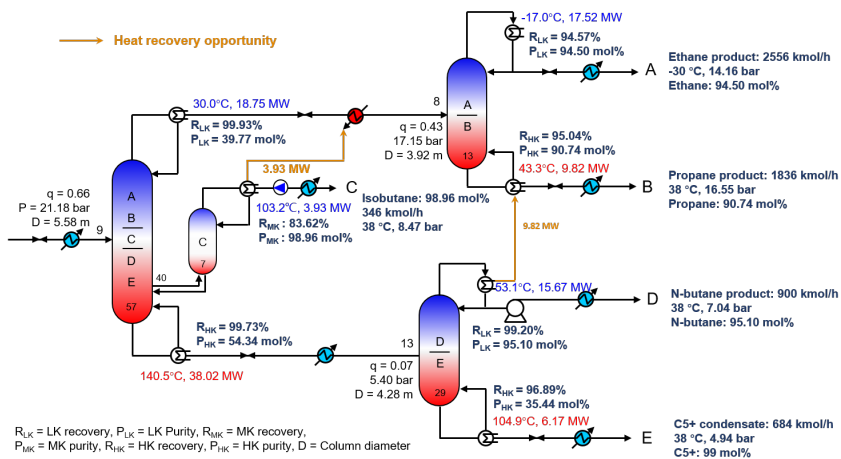 Heat recovery opportunity
-17.0°C, 17.52 MW
R_LK = 94.57%
P_LK = 94.50 mol%
A
Ethane product: 2556 kmol/h
-30 °C, 14.16 bar
Ethane: 94.50 mol%
30.0°C, 18.75 MW
R_LK = 99.93%
P_LK = 39.77 mol%
8
A
B
13
q = 0.43
17.15 bar
D = 3.92 m
R_HK = 95.04%
P_HK = 90.74 mol%
43.3°C, 9.82 MW
B
Propane product: 1836 kmol/h
38 °C, 16.55 bar
Propane: 90.74 mol%
3.93 MW
C
103.2℃, 3.93 MW
R_MK : 83.62%
P_MK : 98.96 mol%
Isobutane: 98.96 mol%
346 kmol/h
38 °C, 8.47 bar
q = 0.66
P = 21.18 bar
D = 5.58 m
9
A
B
C
D
E
57
40
C
7
9.82 MW
53.1°C, 15.67 MW
D
N-butane product: 900 kmol/h
38 °C, 7.04 bar
N-butane: 95.10 mol%
R_LK = 99.20%
P_LK = 95.10 mol%
R_HK = 99.73%
P_HK = 54.34 mol%
140.5°C, 38.02 MW
13
D
E
29
q = 0.07
5.40 bar
D = 4.28 m
R_HK = 96.89%
P_HK = 35.44 mol%
104.9°C, 6.17 MW
E
C5+ condensate: 684 kmol/h
38 °C, 4.94 bar
C5+: 99 mol%
R_LK = LK recovery, P_LK = LK Purity, R_MK = MK recovery,
P_MK = MK purity, R_HK = HK recovery, P_HK = HK purity, D = Column diameter